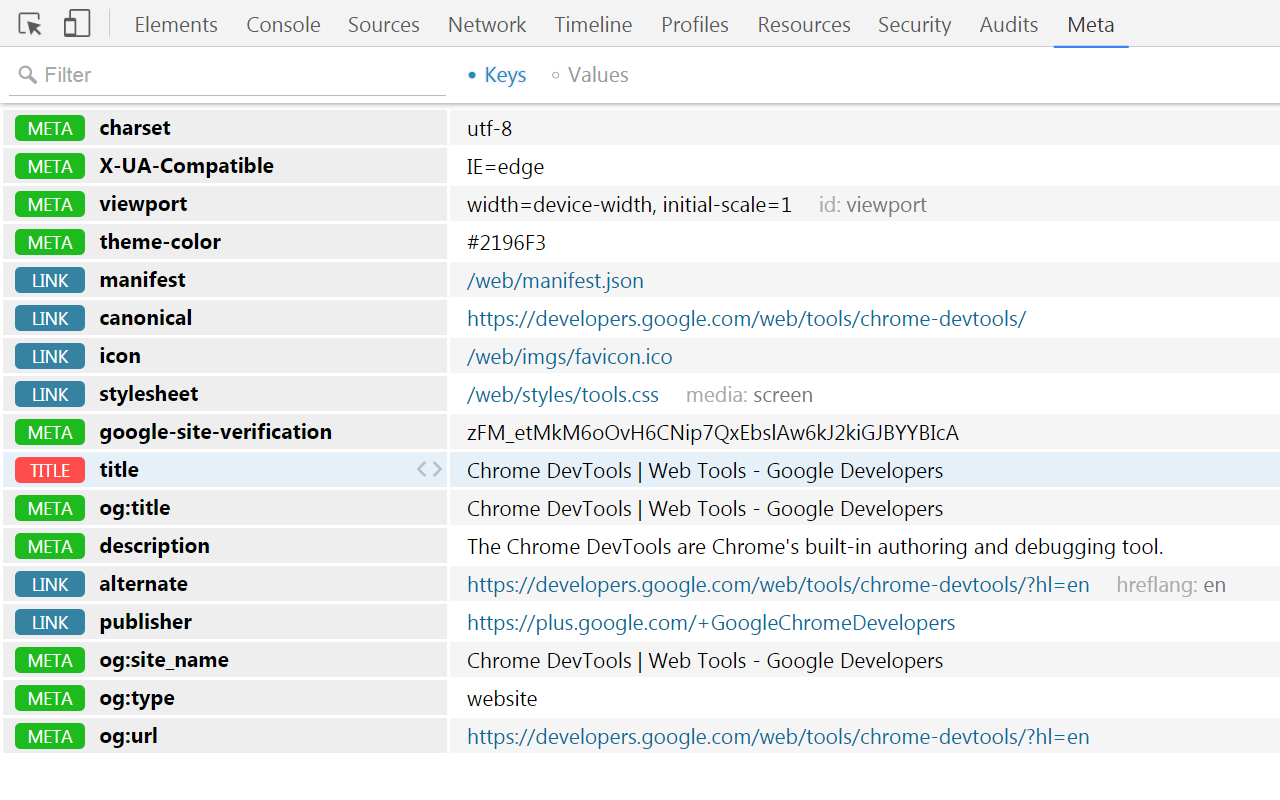 Elements Console Sources Network Timeline Profiles Resources Security Audits Meta
Filter Keys Values
META charset utf-8
META X-UA-Compatible IE=edge
META viewport width=device-width, initial-scale=1 id: viewport
META theme-color #2196F3
LINK manifest /web/manifest.json
LINK canonical https://developers.google.com/web/tools/chrome-devtools/
LINK icon /web/imgs/favicon.ico
LINK stylesheet /web/styles/tools.css media: screen
META google-site-verification zFM_etMkM6oOvH6CNip7QxEbslAw6kJ2kiGJBYYBIcA
TITLE title <> Chrome DevTools | Web Tools - Google Developers
META og:title Chrome DevTools | Web Tools - Google Developers
META description The Chrome DevTools are Chrome's built-in authoring and debugging tool.
LINK alternate https://developers.google.com/web/tools/chrome-devtools/?hl=en hreflang: en
LINK publisher https://plus.google.com/+GoogleChromeDevelopers
META og:site_name Chrome DevTools | Web Tools - Google Developers
META og:type website
META og:url https://developers.google.com/web/tools/chrome-devtools/?hl=en